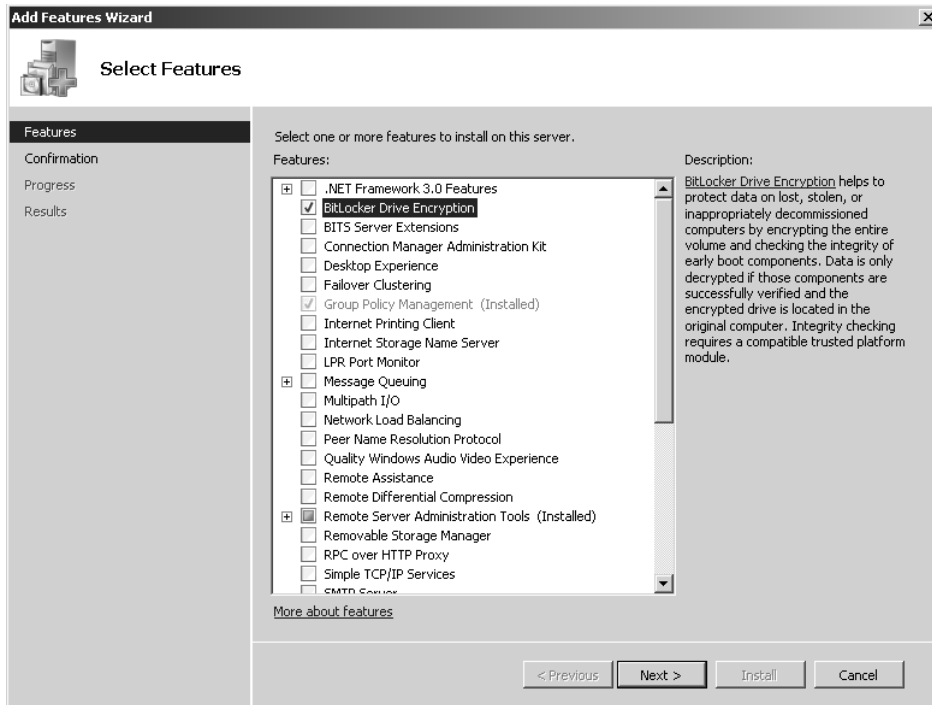 Add Features Wizard
Select Features
Features
Confirmation
Progress
Results
Select one or more features to install on this server.
Features:
.NET Framework 3.0 Features
BitLocker Drive Encryption
BITS Server Extensions
Connection Manager Administration Kit
Desktop Experience
Failover Clustering
Group Policy Management (Installed)
Internet Printing Client
Internet Storage Name Server
LPR Port Monitor
Message Queuing
Multipath I/O
Network Load Balancing
Peer Name Resolution Protocol
Quality Windows Audio Video Experience
Remote Assistance
Remote Differential Compression
Remote Server Administration Tools (Installed)
Removable Storage Manager
RPC over HTTP Proxy
Simple TCP/IP Services
SMTP Server
More about features
Description:
BitLocker Drive Encryption helps to
protect data on lost, stolen, or
inappropriately decommissioned
computers by encrypting the entire
volume and checking the integrity of
early boot components. Data is only
decrypted if those components are
successfully verified and the
encrypted drive is located in the
original computer. Integrity checking
requires a compatible trusted platform
module.
< Previous
Next >
Install
Cancel